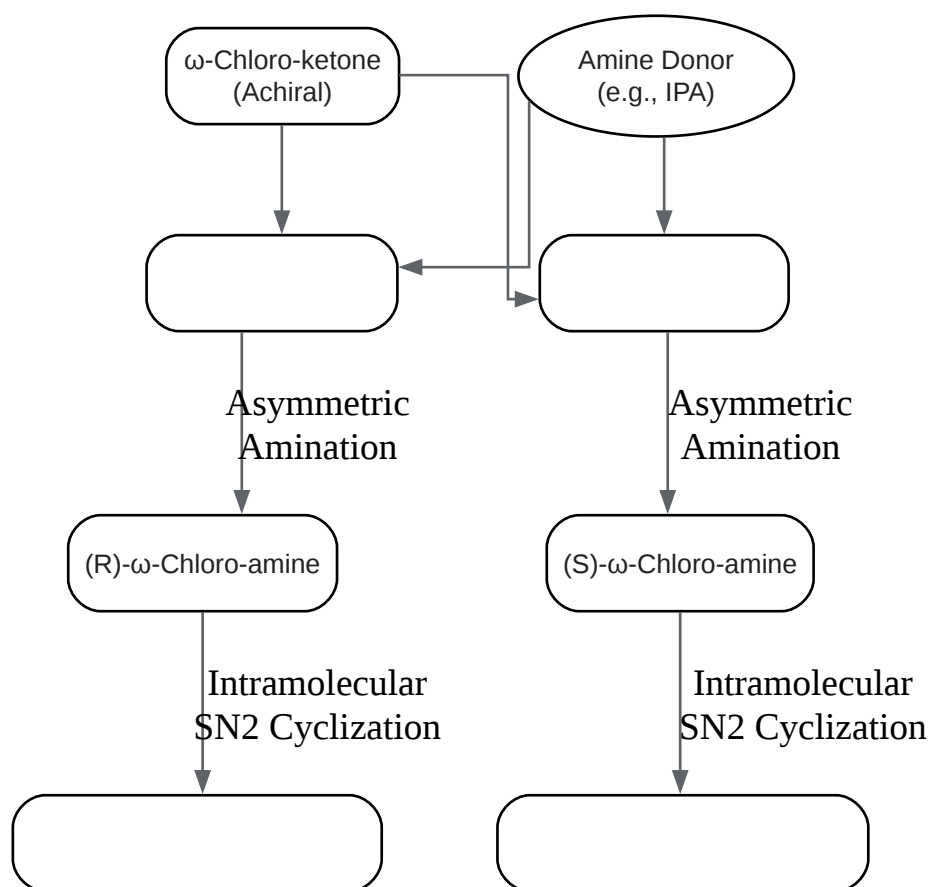 ω-Chloro-ketone
(Achiral)
Amine Donor
(e.g., IPA)
Asymmetric
Amination
Asymmetric
Amination
(R)-ω-Chloro-amine
(S)-ω-Chloro-amine
Intramolecular
SN2 Cyclization
Intramolecular
SN2 Cyclization